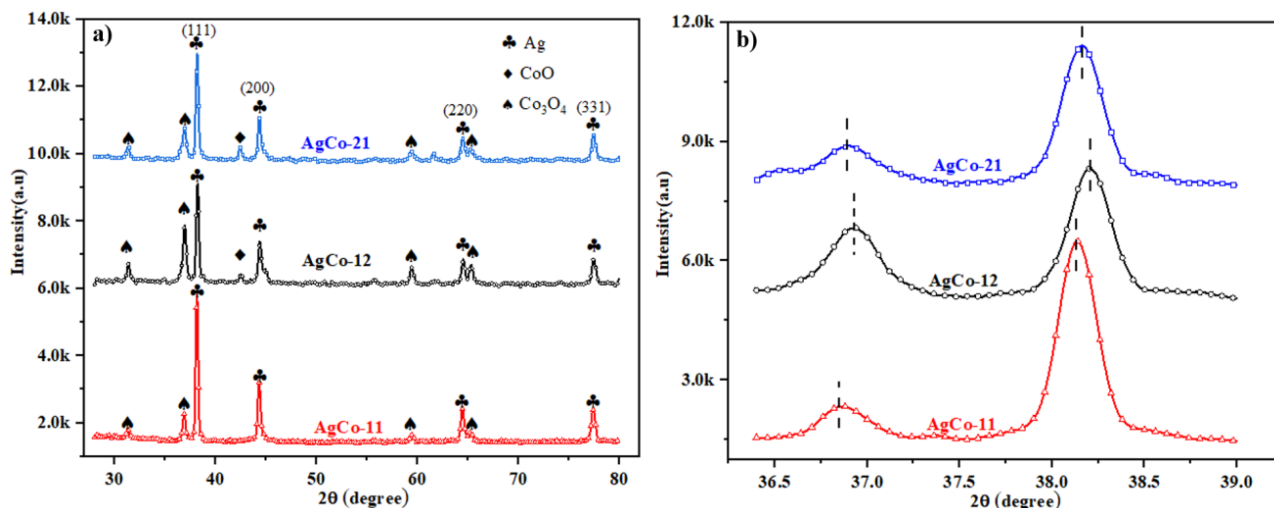 a)
14.0k
12.0k
10.0k
8.0k
6.0k
4.0k
2.0k
Intensity(a.u)
(111)
(200)
(220)
(331)
♣ Ag
♦ CoO
♠ Co₃O₄
AgCo-21
AgCo-12
AgCo-11
30 40 50 60 70 80
2θ (degree)
b)
12.0k
9.0k
6.0k
3.0k
Intensity(a.u)
AgCo-21
AgCo-12
AgCo-11
36.5 37.0 37.5 38.0 38.5 39.0
2θ (degree)